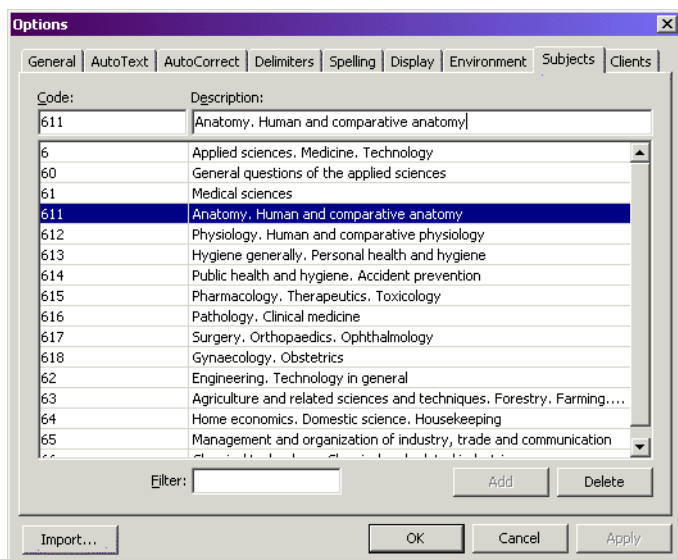 Options
General AutoText AutoCorrect Delimiters Spelling Display Environment Subjects Clients
Code: Description:
611 Anatomy. Human and comparative anatomy
6 Applied sciences. Medicine. Technology
60 General questions of the applied sciences
61 Medical sciences
611 Anatomy. Human and comparative anatomy
612 Physiology. Human and comparative physiology
613 Hygiene generally. Personal health and hygiene
614 Public health and hygiene. Accident prevention
615 Pharmacology. Therapeutics. Toxicology
616 Pathology. Clinical medicine
617 Surgery. Orthopaedics. Ophthalmology
618 Gynaecology. Obstetrics
62 Engineering. Technology in general
63 Agriculture and related sciences and techniques. Forestry. Farming....
64 Home economics. Domestic science. Housekeeping
65 Management and organization of industry, trade and communication
Filter: Add Delete
Import... OK Cancel Apply